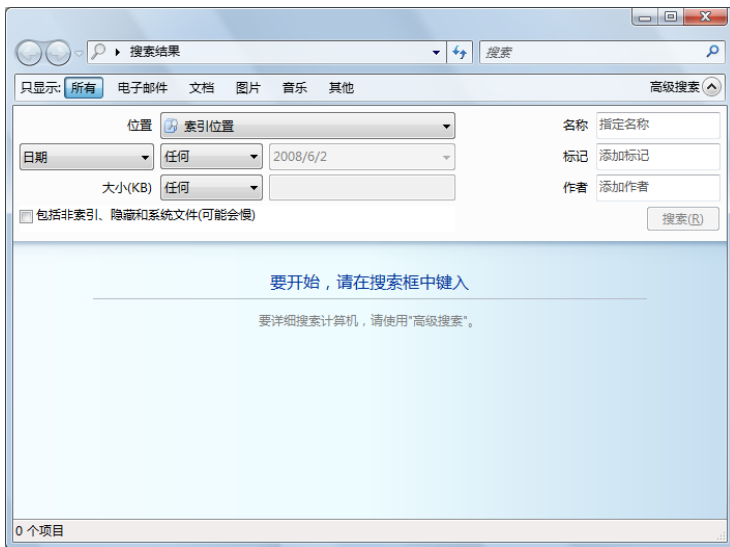 搜索结果 搜索
只显示: 所有 电子邮件 文档 图片 音乐 其他 高级搜索
位置 索引位置 名称 指定名称
日期 任何 2008/6/2 标记 添加标记
大小(KB) 任何 作者 添加作者
包括非索引、隐藏和系统文件(可能会慢) 搜索(R)
要开始，请在搜索框中键入
要详细搜索计算机，请使用"高级搜索"。
0 个项目